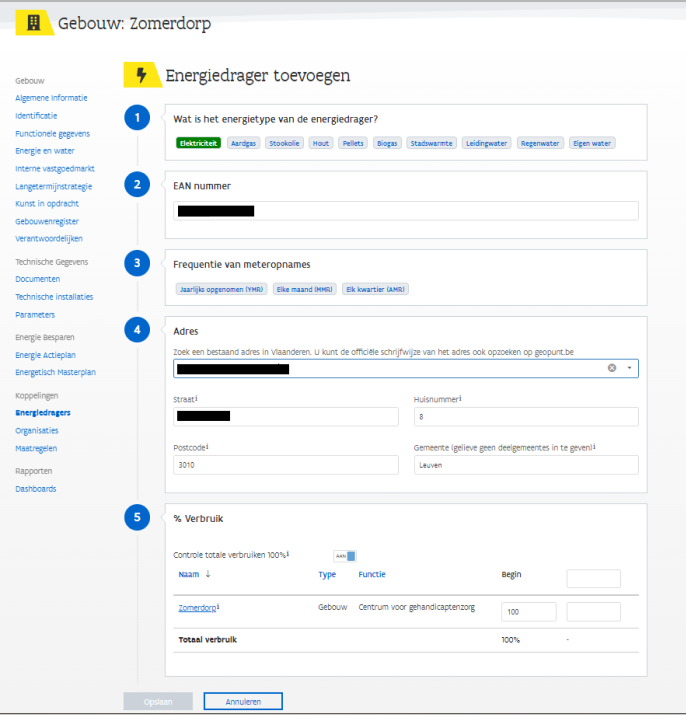 Gebouw: Zomerdorp
Gebouw
Algemene informatie
Identificatie
Functionele gegevens
Energie en water
Interne vastgoedmarkt
Langetermijnstrategie
Kunst in opdracht
Gebouwenregister
Verantwoordelijken
Technische Gegevens
Documenten
Technische installaties
Parameters
Energie Besparen
Energie Actieplan
Energetisch Masterplan
Koppelingen
Energiedragers
Organisaties
Maatregelen
Rapporten
Dashboards
Energiedrager toevoegen
1
Wat is het energietype van de energiedrager?
Elektriciteit Aardgas Stookolie Hout Pellets Biogas Stadswarmte Leidingwater Regenwater Eigen water
2
EAN nummer
3
Frequentie van meteropnames
Jaarlijks opgenomen (YMR) Elke maand (MMR) Elk kwartier (AMR)
4
Adres
Zoek een bestaand adres in Vlaanderen. U kunt de officiële schrijfwijze van het adres ook opzoeken op geopunt.be
Straat i Huisnummer i
8
Postcode i Gemeente (gelieve geen deelgemeentes in te geven) i
3010 Leuven
5
% Verbruik
Controle totale verbruiken 100% i AAN
Naam ↓ Type Functie Begin
Zomerdorp i Gebouw Centrum voor gehandicaptenzorg 100
Totaal verbruik 100% -
Opslaan Annuleren